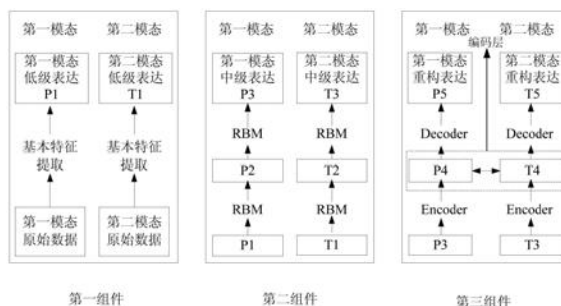 第一模态 第二模态
第一模态 第二模态
低级表达 低级表达
P1 T1
基本特征 基本特征
提取 提取
第一模态 第二模态
原始数据 原始数据
第一组件
第一模态 第二模态
第一模态 第二模态
中级表达 中级表达
P3 T3
RBM RBM
P2 T2
RBM RBM
P1 T1
第二组件
第一模态 第二模态
编码层
第一模态 第二模态
重构表达 重构表达
P5 T5
Decoder Decoder
P4 T4
Encoder Encoder
P3 T3
第三组件